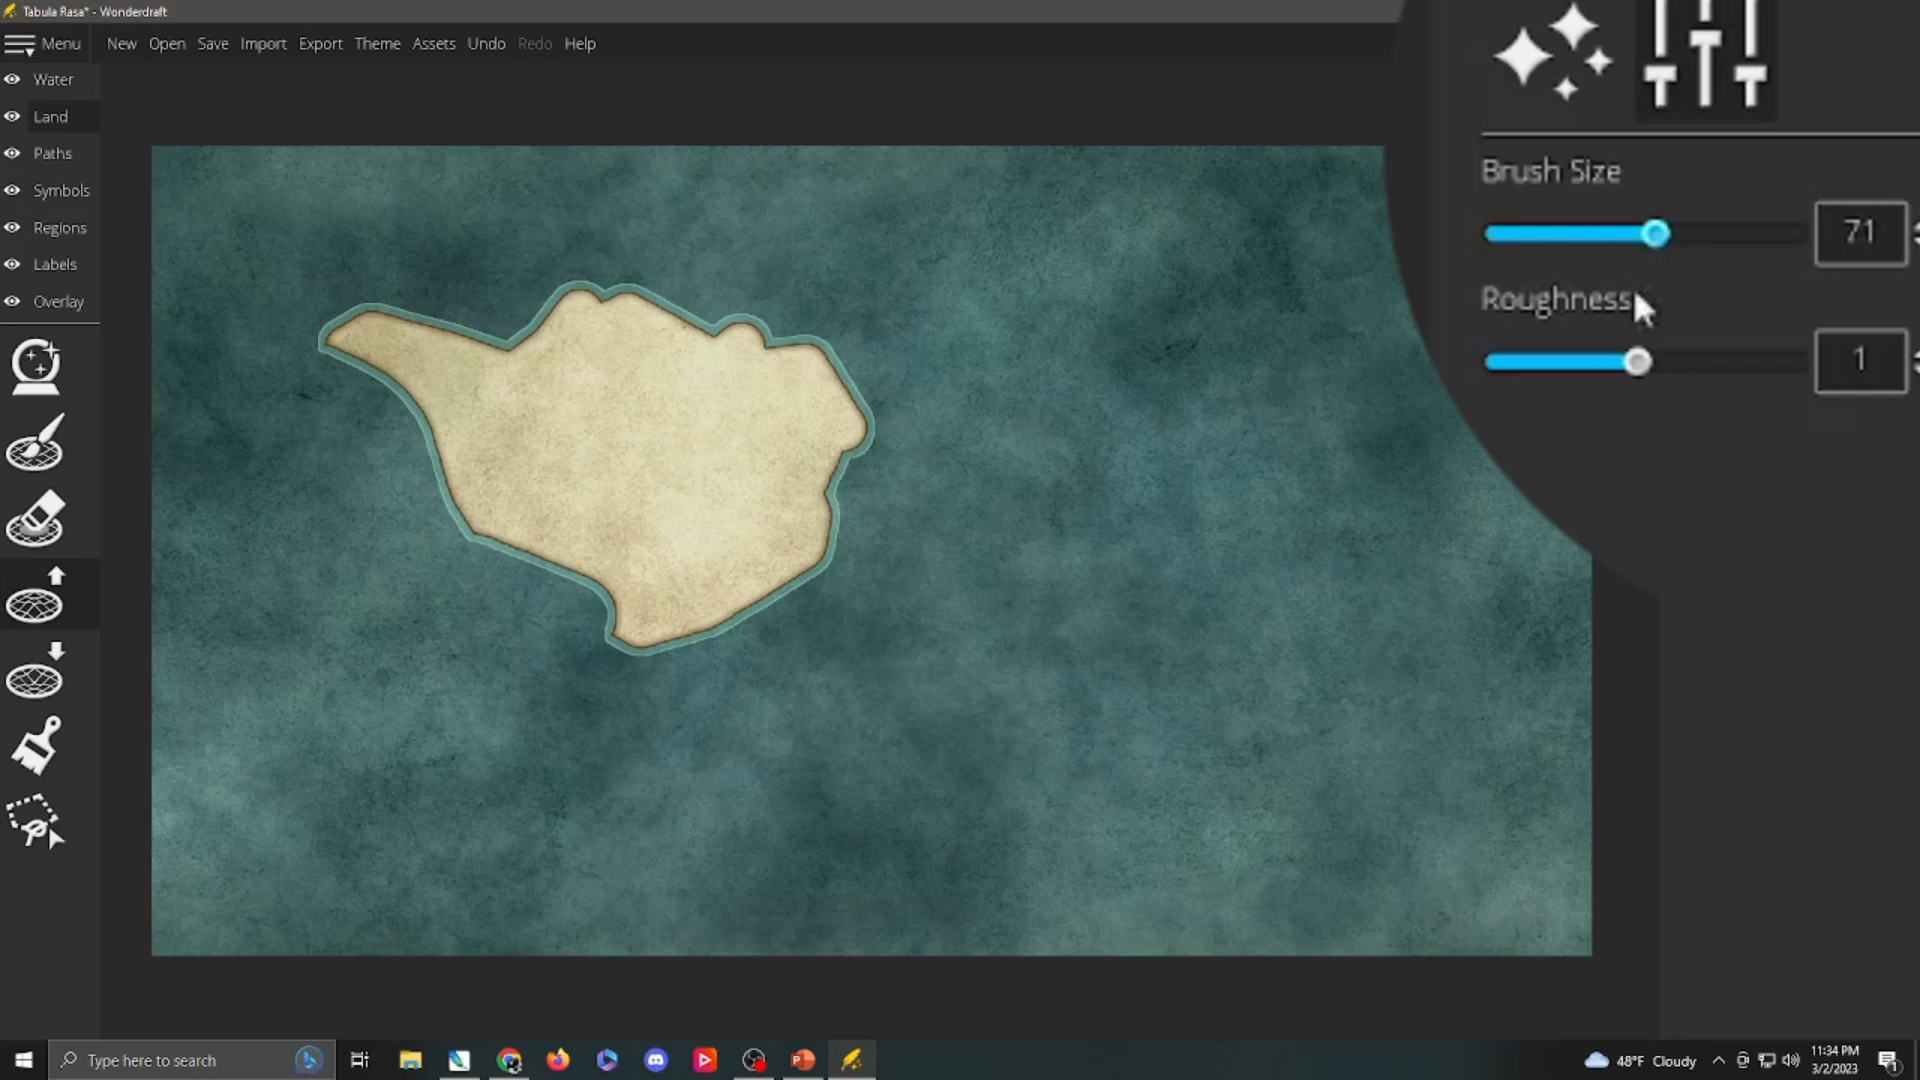 Tabula Rasa* - Wonderdraft
Menu New Open Save Import Export Theme Assets Undo Redo Help
Water
Land
Paths
Symbols
Regions
Labels
Overlay
Brush Size
71
Roughness
1
Type here to search
48°F Cloudy
11:34 PM
3/2/2023